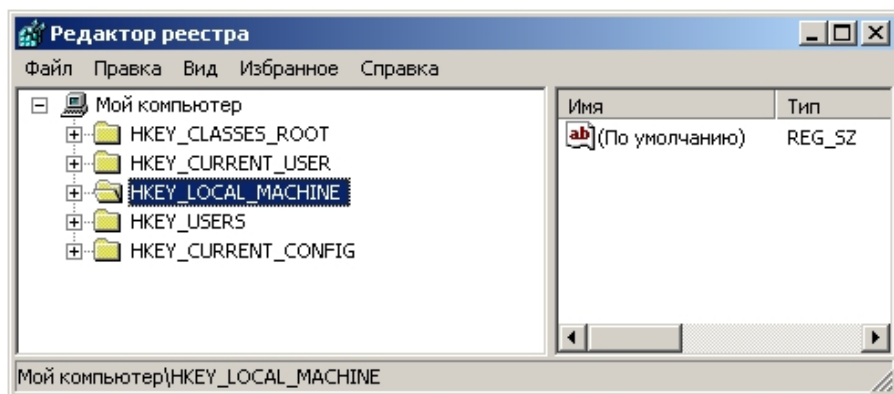 Редактор реестра
Файл Правка Вид Избранное Справка
Мой компьютер
HKEY_CLASSES_ROOT
HKEY_CURRENT_USER
HKEY_LOCAL_MACHINE
HKEY_USERS
HKEY_CURRENT_CONFIG
Имя Тип
ab (По умолчанию) REG_SZ
Мой компьютер\HKEY_LOCAL_MACHINE